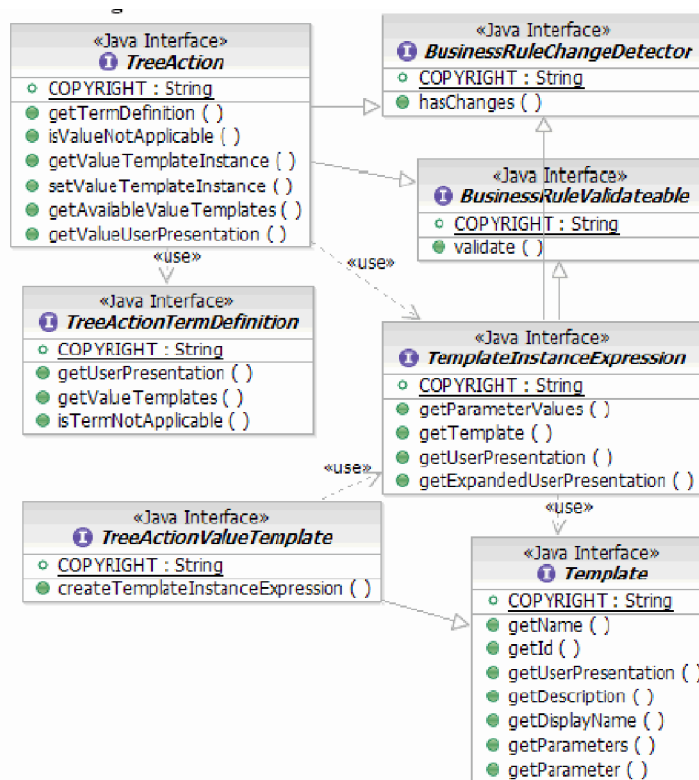 «Java Interface»
TreeAction
COPYRIGHT : String
getTermDefinition ( )
isValueNotApplicable ( )
getValueTemplateInstance ( )
setValueTemplateInstance ( )
getAvailableValueTemplates ( )
getValueUserPresentation ( )
«Java Interface»
BusinessRuleChangeDetector
COPYRIGHT : String
hasChanges ( )
«Java Interface»
BusinessRuleValidateable
COPYRIGHT : String
validate ( )
«use»
«use»
«Java Interface»
TreeActionTermDefinition
COPYRIGHT : String
getUserPresentation ( )
getValueTemplates ( )
isTermNotApplicable ( )
«Java Interface»
TemplateInstanceExpression
COPYRIGHT : String
getParameterValues ( )
getTemplate ( )
getUserPresentation ( )
getExpandedUserPresentation ( )
«use»
«use»
«Java Interface»
TreeActionValueTemplate
COPYRIGHT : String
createTemplateInstanceExpression ( )
«Java Interface»
Template
COPYRIGHT : String
getName ( )
getId ( )
getUserPresentation ( )
getDescription ( )
getDisplayName ( )
getParameters ( )
getParameter ( )